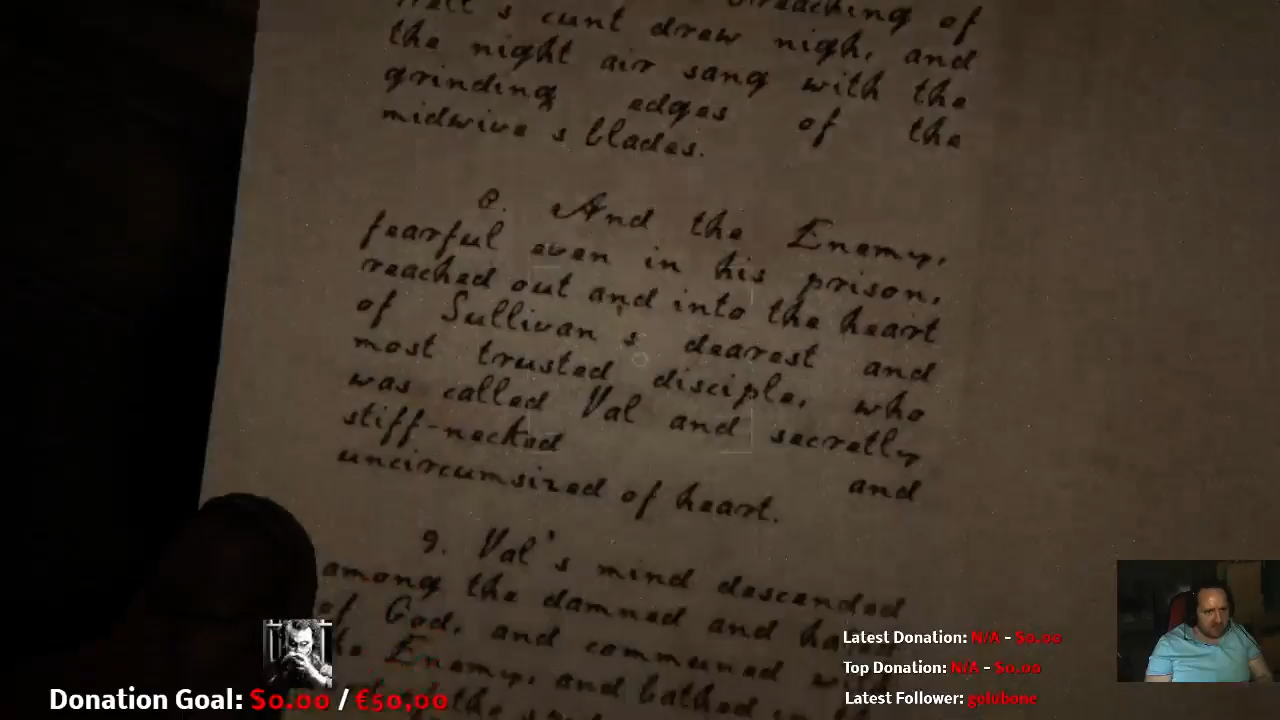 of
s cunt drew nigh, and
the night air sang with the
grinding edges of the
midwive s blades.
8. And the Enemy,
fearful even in his prison,
reached out and into the heart
of Sullivan s dearest and
most trusted disciple, who
was called Val and secretly
stiff-necked and
uncircumsized of heart.
9. Val's mind descended
among the damned and
of God, and communed
Enemy, and bathed
Latest Donation: N/A - $0.00
Top Donation: N/A - $0.00
Latest Follower: golubone
Donation Goal: $0.00 / €50,00